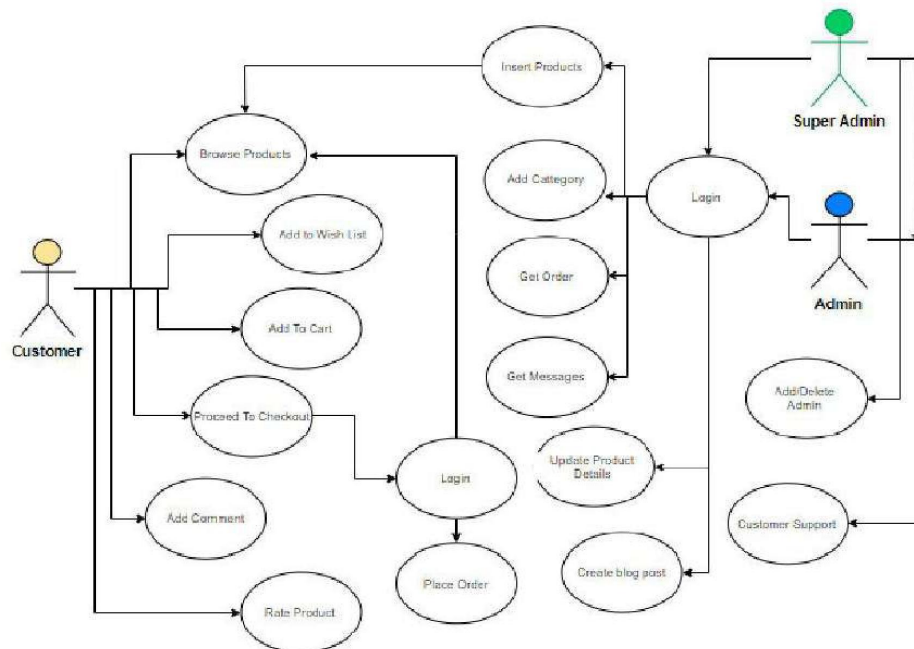 Insert Products
Super Admin
Browse Products
Add Cattegory
Login
Add to Wish List
Customer
Get Order
Admin
Add To Cart
Get Messages
Add/Delete
Admin
Proceed To Checkout
Login
Update Product
Details
Add Comment
Customer Support
Place Order
Create blog post
Rate Product